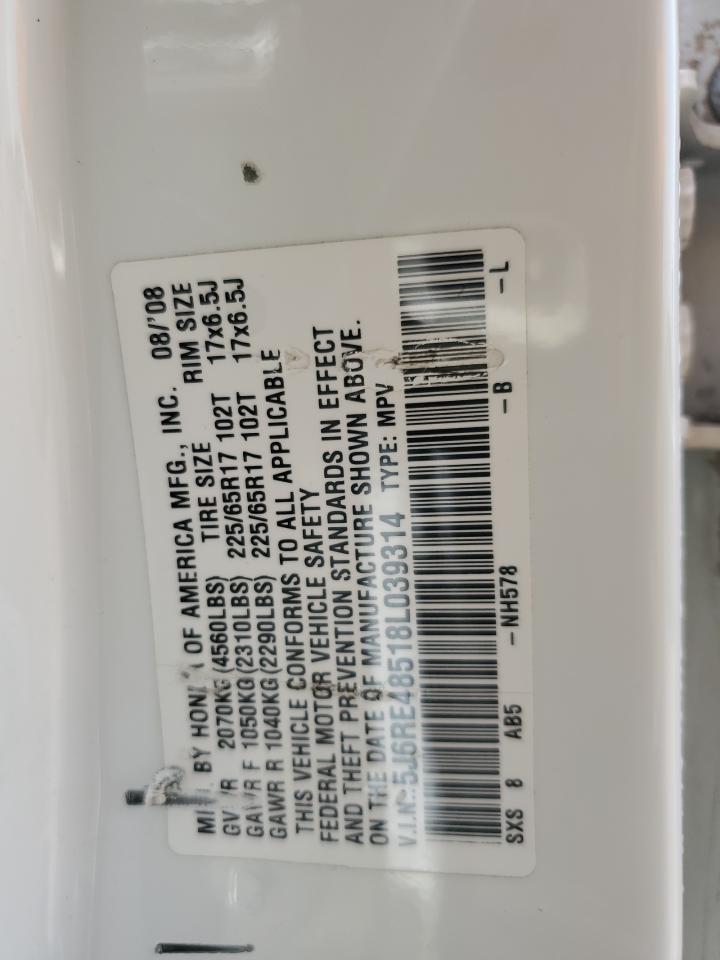 BY HONDA OF AMERICA MFG., INC. 08/'08
TIRE SIZE RIM SIZE
GVWR 2070KG (4560LBS)
GAWR F 1050KG (2310LBS) 225/65R17 102T 17x6.5J
GAWR R 1040KG (2290LBS) 225/65R17 102T 17x6.5J
THIS VEHICLE CONFORMS TO ALL APPLICABLE
FEDERAL MOTOR VEHICLE SAFETY
AND THEFT PREVENTION STANDARDS IN EFFECT
ON THE DATE OF MANUFACTURE SHOWN ABOVE.
V.I.N.:5J6RE48518L039314 TYPE: MPV
SXS 8 AB5 -NH578 -B -L